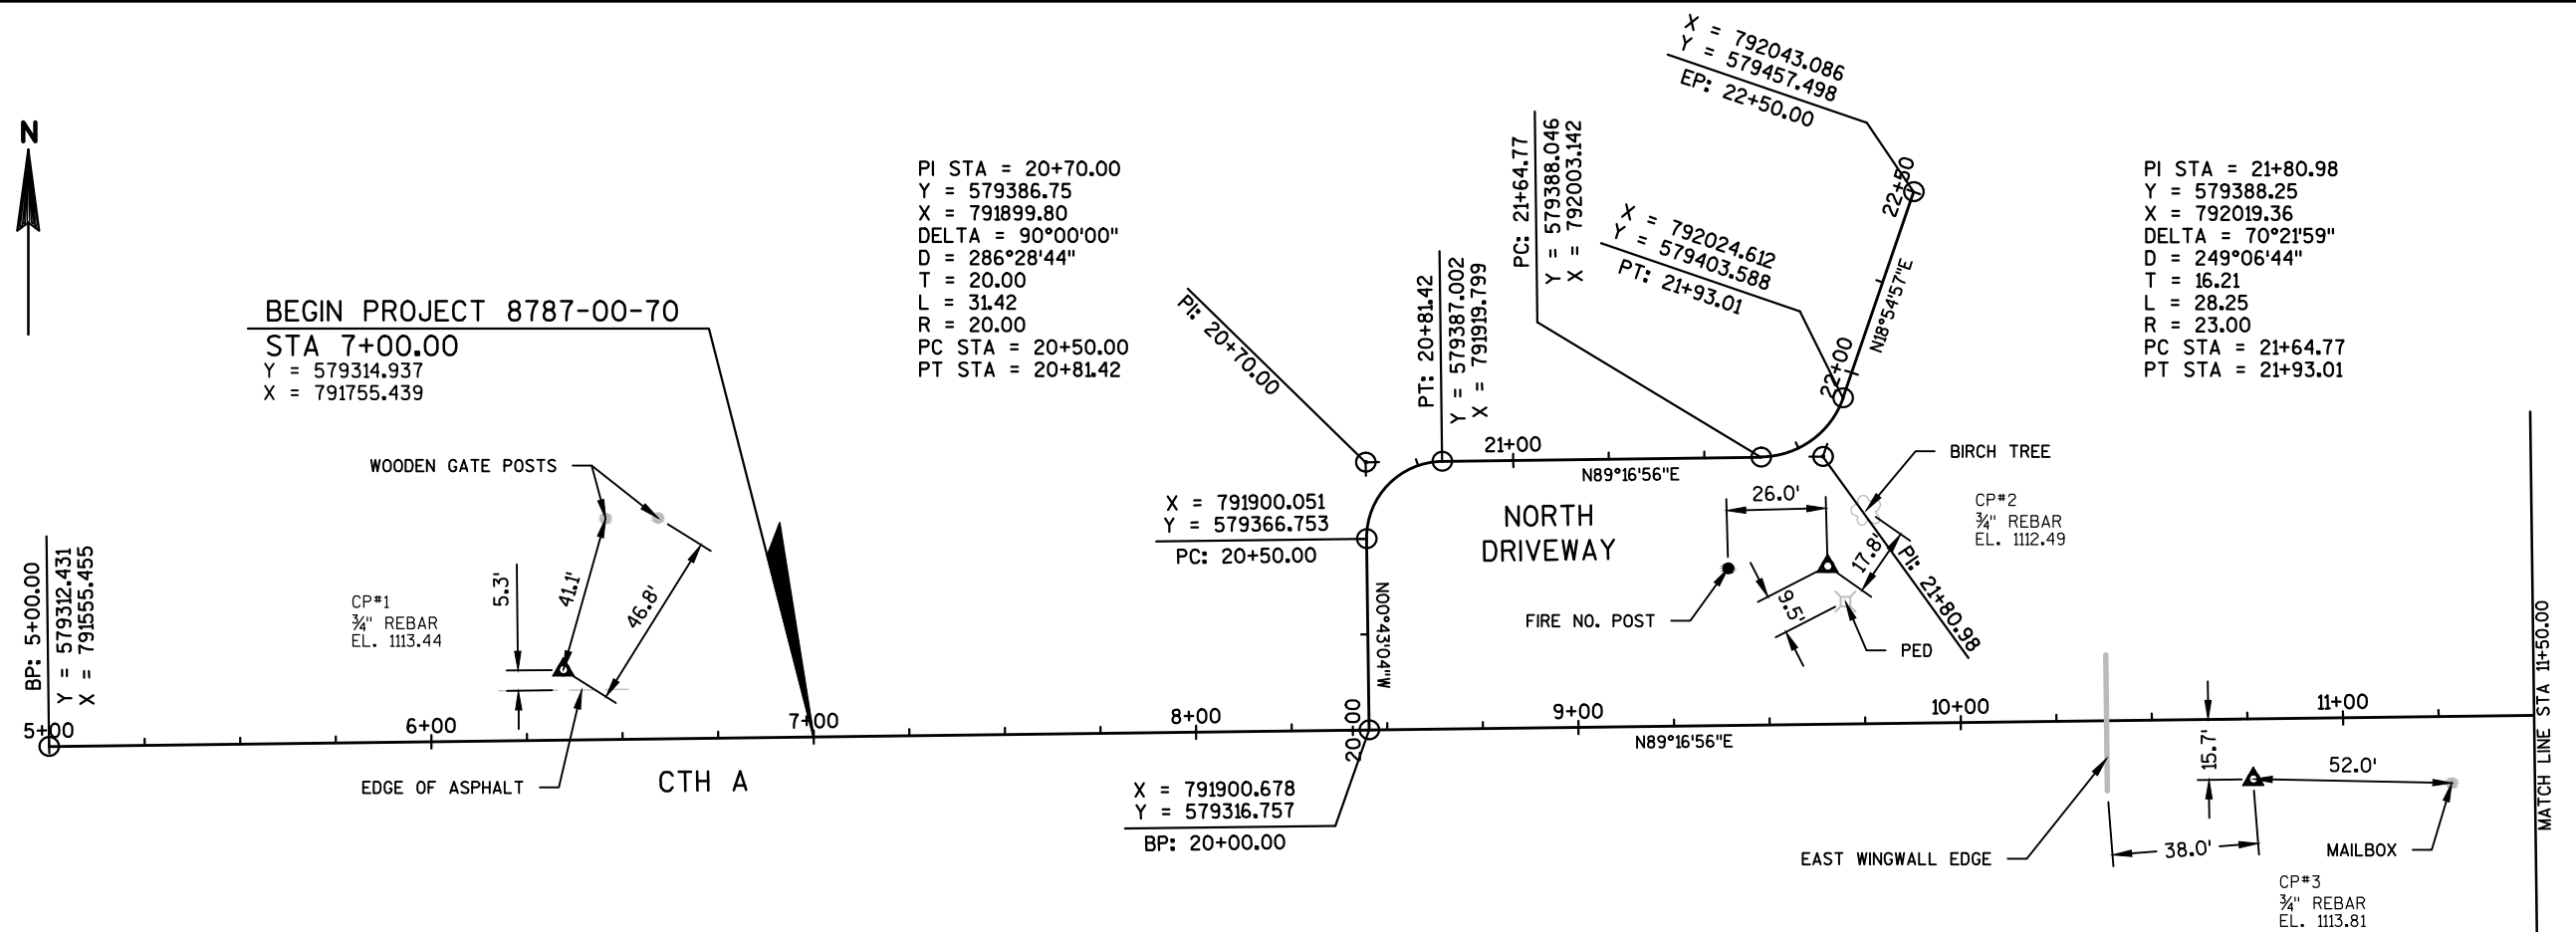 N
BEGIN PROJECT 8787-00-70
STA 7+00.00
Y = 579314.937
X = 791755.439
PI STA = 20+70.00
Y = 579386.75
X = 791899.80
DELTA = 90°00'00"
D = 286°28'44"
T = 20.00
L = 31.42
R = 20.00
PC STA = 20+50.00
PT STA = 20+81.42
X = 792043.086
Y = 579457.498
EP: 22+50.00
PC: 21+64.77
Y = 579388.046
X = 792003.142
X = 792024.612
Y = 579403.588
PT: 21+93.01
PI STA = 21+80.98
Y = 579388.25
X = 792019.36
DELTA = 70°21'59"
D = 249°06'44"
T = 16.21
L = 28.25
R = 23.00
PC STA = 21+64.77
PT STA = 21+93.01
PI: 20+70.00
PT: 20+81.42
Y = 579387.002
X = 791919.799
22+50
N18°54'57"E
22+00
21+00
N89°16'56"E
WOODEN GATE POSTS
BIRCH TREE
X = 791900.051
Y = 579366.753
PC: 20+50.00
NORTH
DRIVEWAY
26.0'
CP#2
¾" REBAR
EL. 1112.49
17.8'
PI: 21+80.98
9.5'
FIRE NO. POST
PED
BP: 5+00.00
Y = 579312.431
X = 791555.455
CP#1
¾" REBAR
EL. 1113.44
5.3'
41.1'
46.8'
N00°43'04"W
5+00
6+00
7+00
8+00
20+00
9+00
10+00
11+00
N89°16'56"E
MATCH LINE STA 11+50.00
EDGE OF ASPHALT
CTH A
X = 791900.678
Y = 579316.757
BP: 20+00.00
15.7'
52.0'
EAST WINGWALL EDGE
38.0'
MAILBOX
CP#3
¾" REBAR
EL. 1113.81